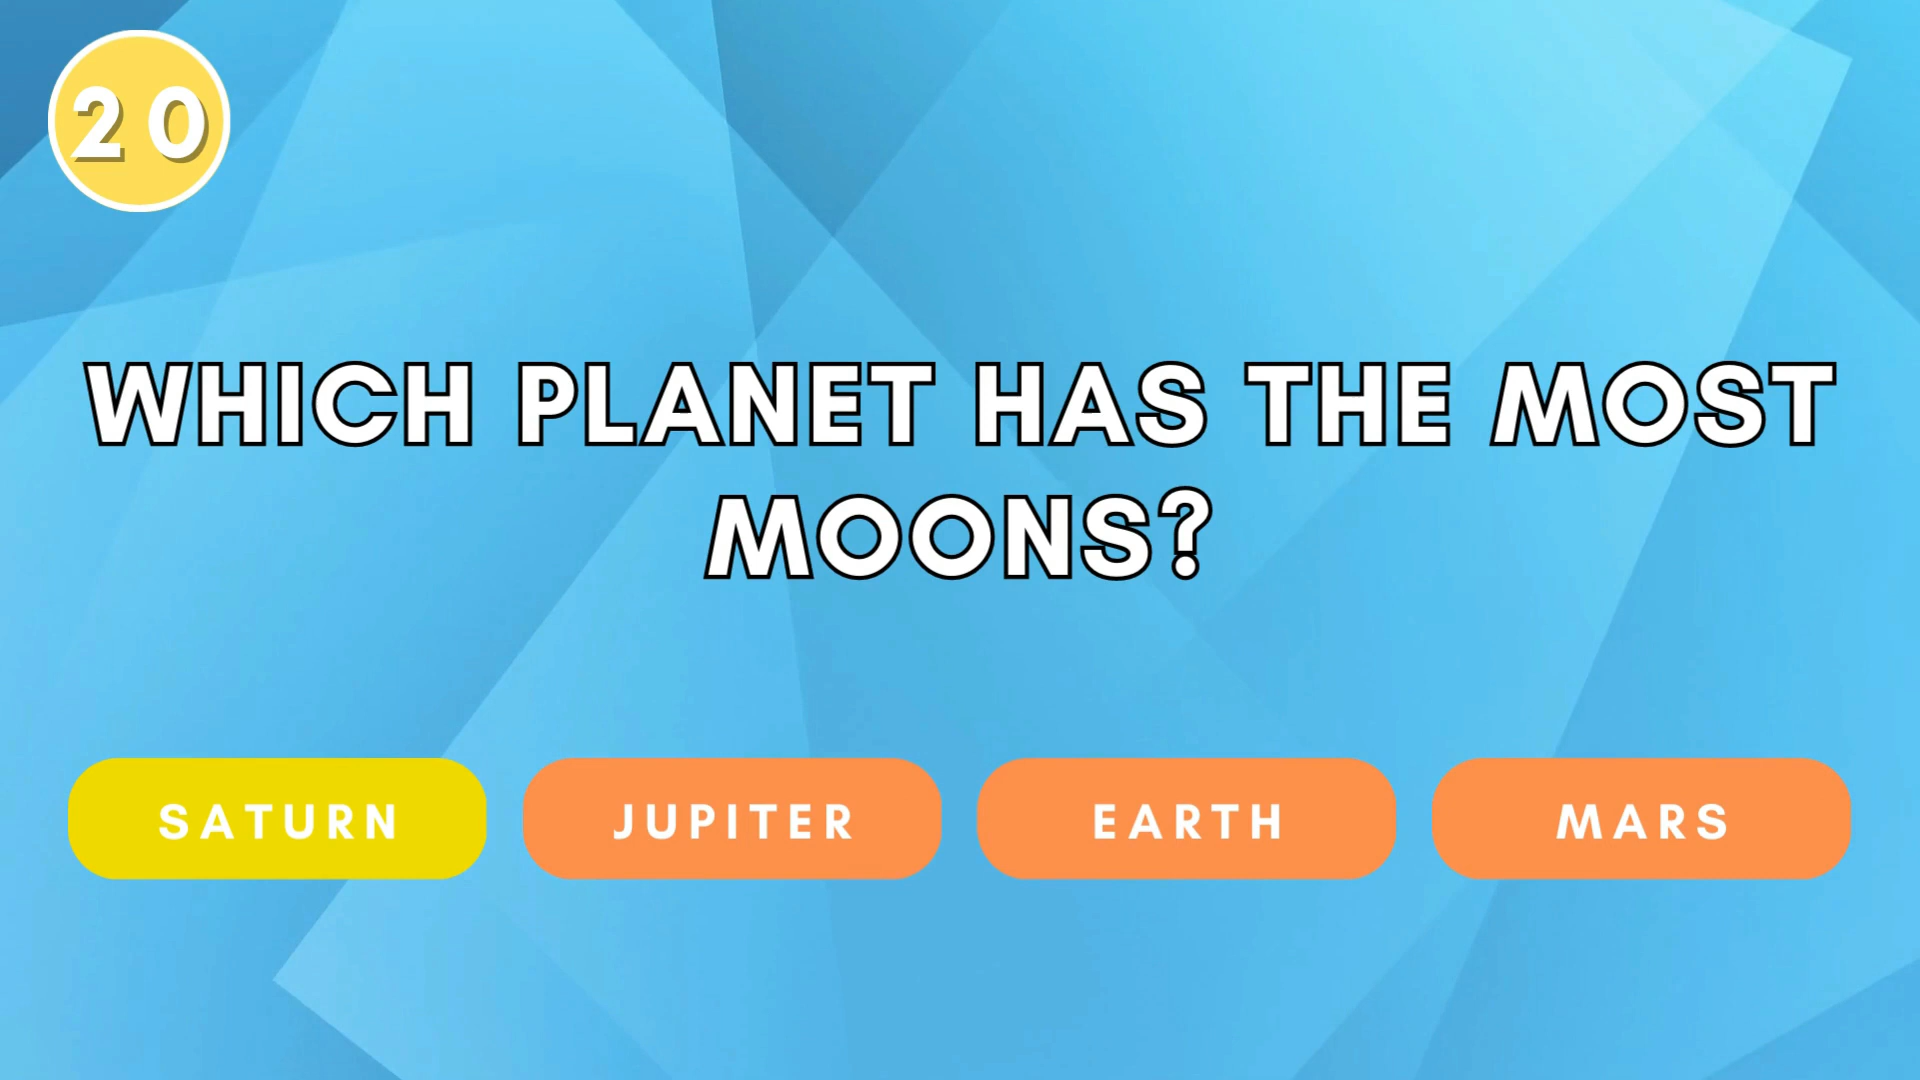 20
WHICH PLANET HAS THE MOST
MOONS?
SATURN
JUPITER
EARTH
MARS